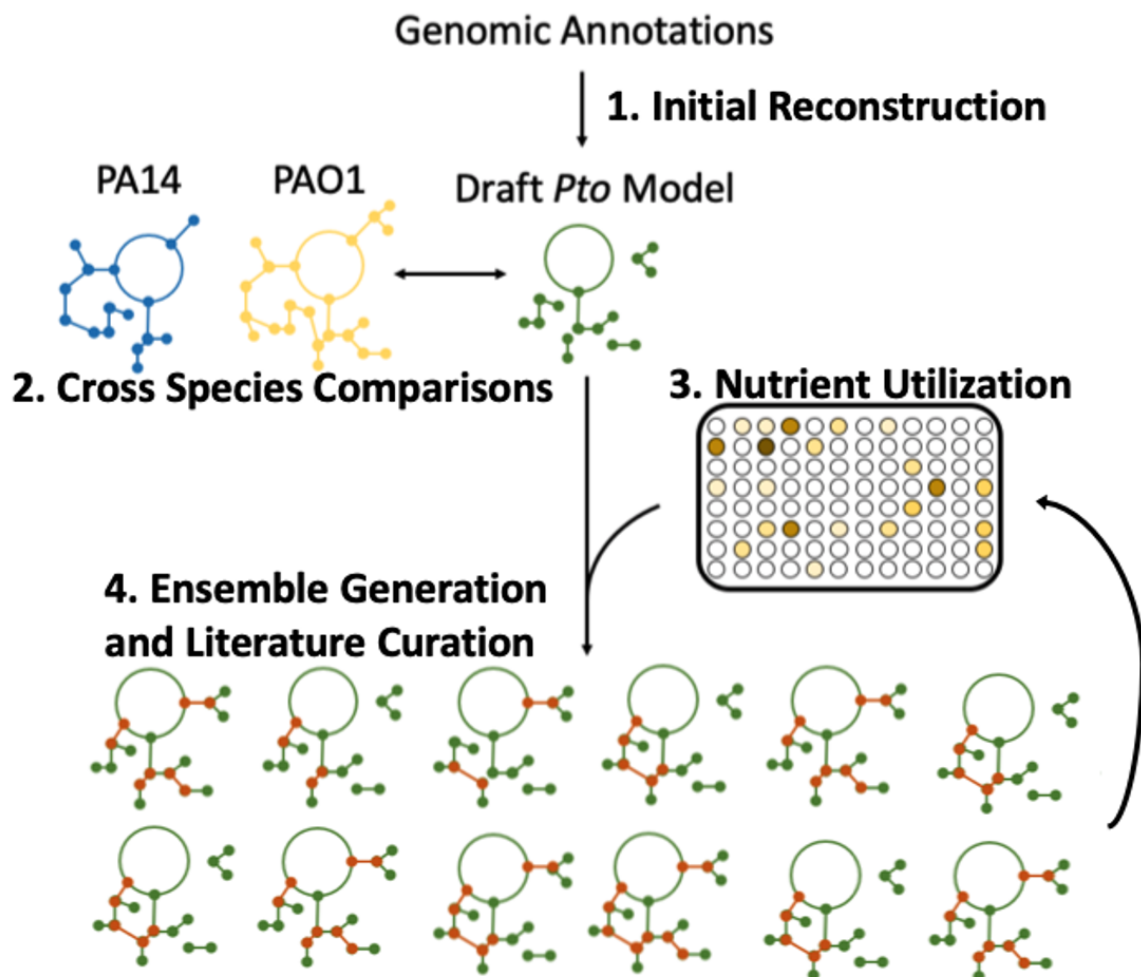 Genomic Annotations
1. Initial Reconstruction
PA14
PAO1
Draft Pto Model
2. Cross Species Comparisons
3. Nutrient Utilization
4. Ensemble Generation
and Literature Curation